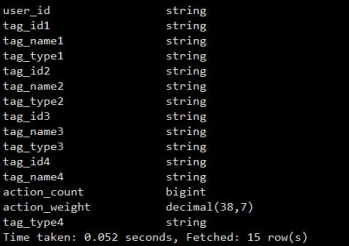 user_id string
tag_id1 string
tag_name1 string
tag_type1 string
tag_id2 string
tag_name2 string
tag_type2 string
tag_id3 string
tag_name3 string
tag_type3 string
tag_id4 string
tag_name4 string
action_count bigint
action_weight decimal(38,7)
tag_type4 string
Time taken: 0.052 seconds, Fetched: 15 row(s)